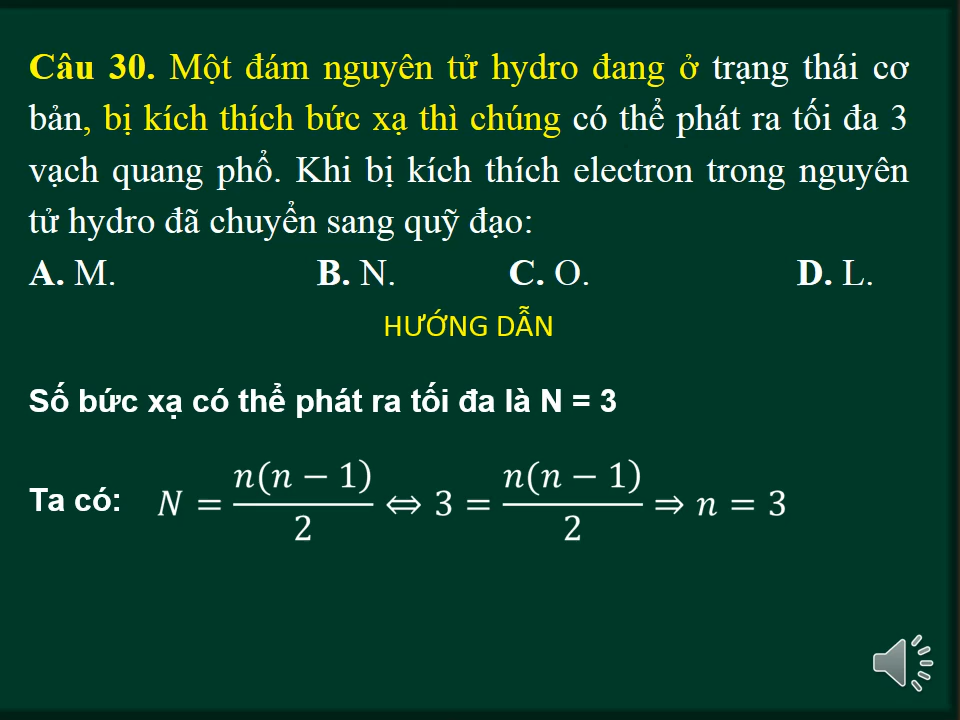 Câu 30. Một đám nguyên tử hydro đang ở trạng thái cơ
bản, bị kích thích bức xạ thì chúng có thể phát ra tối đa 3
vạch quang phổ. Khi bị kích thích electron trong nguyên
tử hydro đã chuyển sang quỹ đạo:
A. M. B. N. C. O. D. L.
HƯỚNG DẪN
Số bức xạ có thể phát ra tối đa là N = 3
Ta có: N = n(n − 1)/2 ⇔ 3 = n(n − 1)/2 ⇒ n = 3